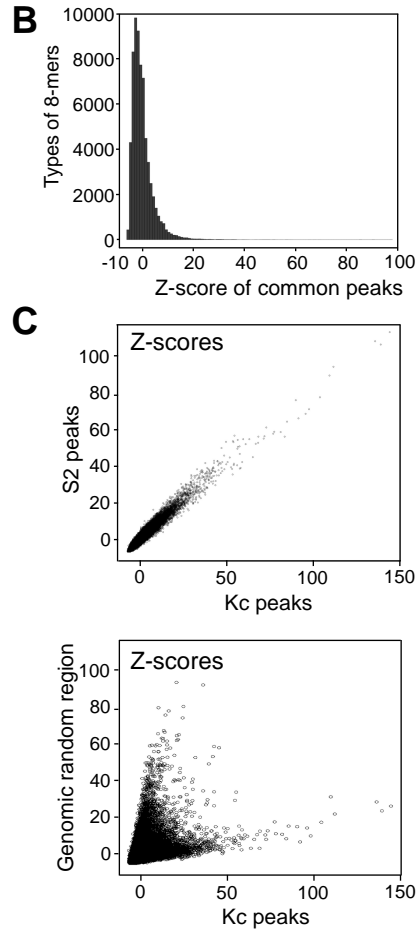 B
Types of 8-mers
10000
8000
6000
4000
2000
0
-10 0 20 40 60 80 100
Z-score of common peaks
C
Z-scores
S2 peaks
100
80
60
40
20
0
0 50 100 150
Kc peaks
Z-scores
Genomic random region
100
80
60
40
20
0
0 50 100 150
Kc peaks